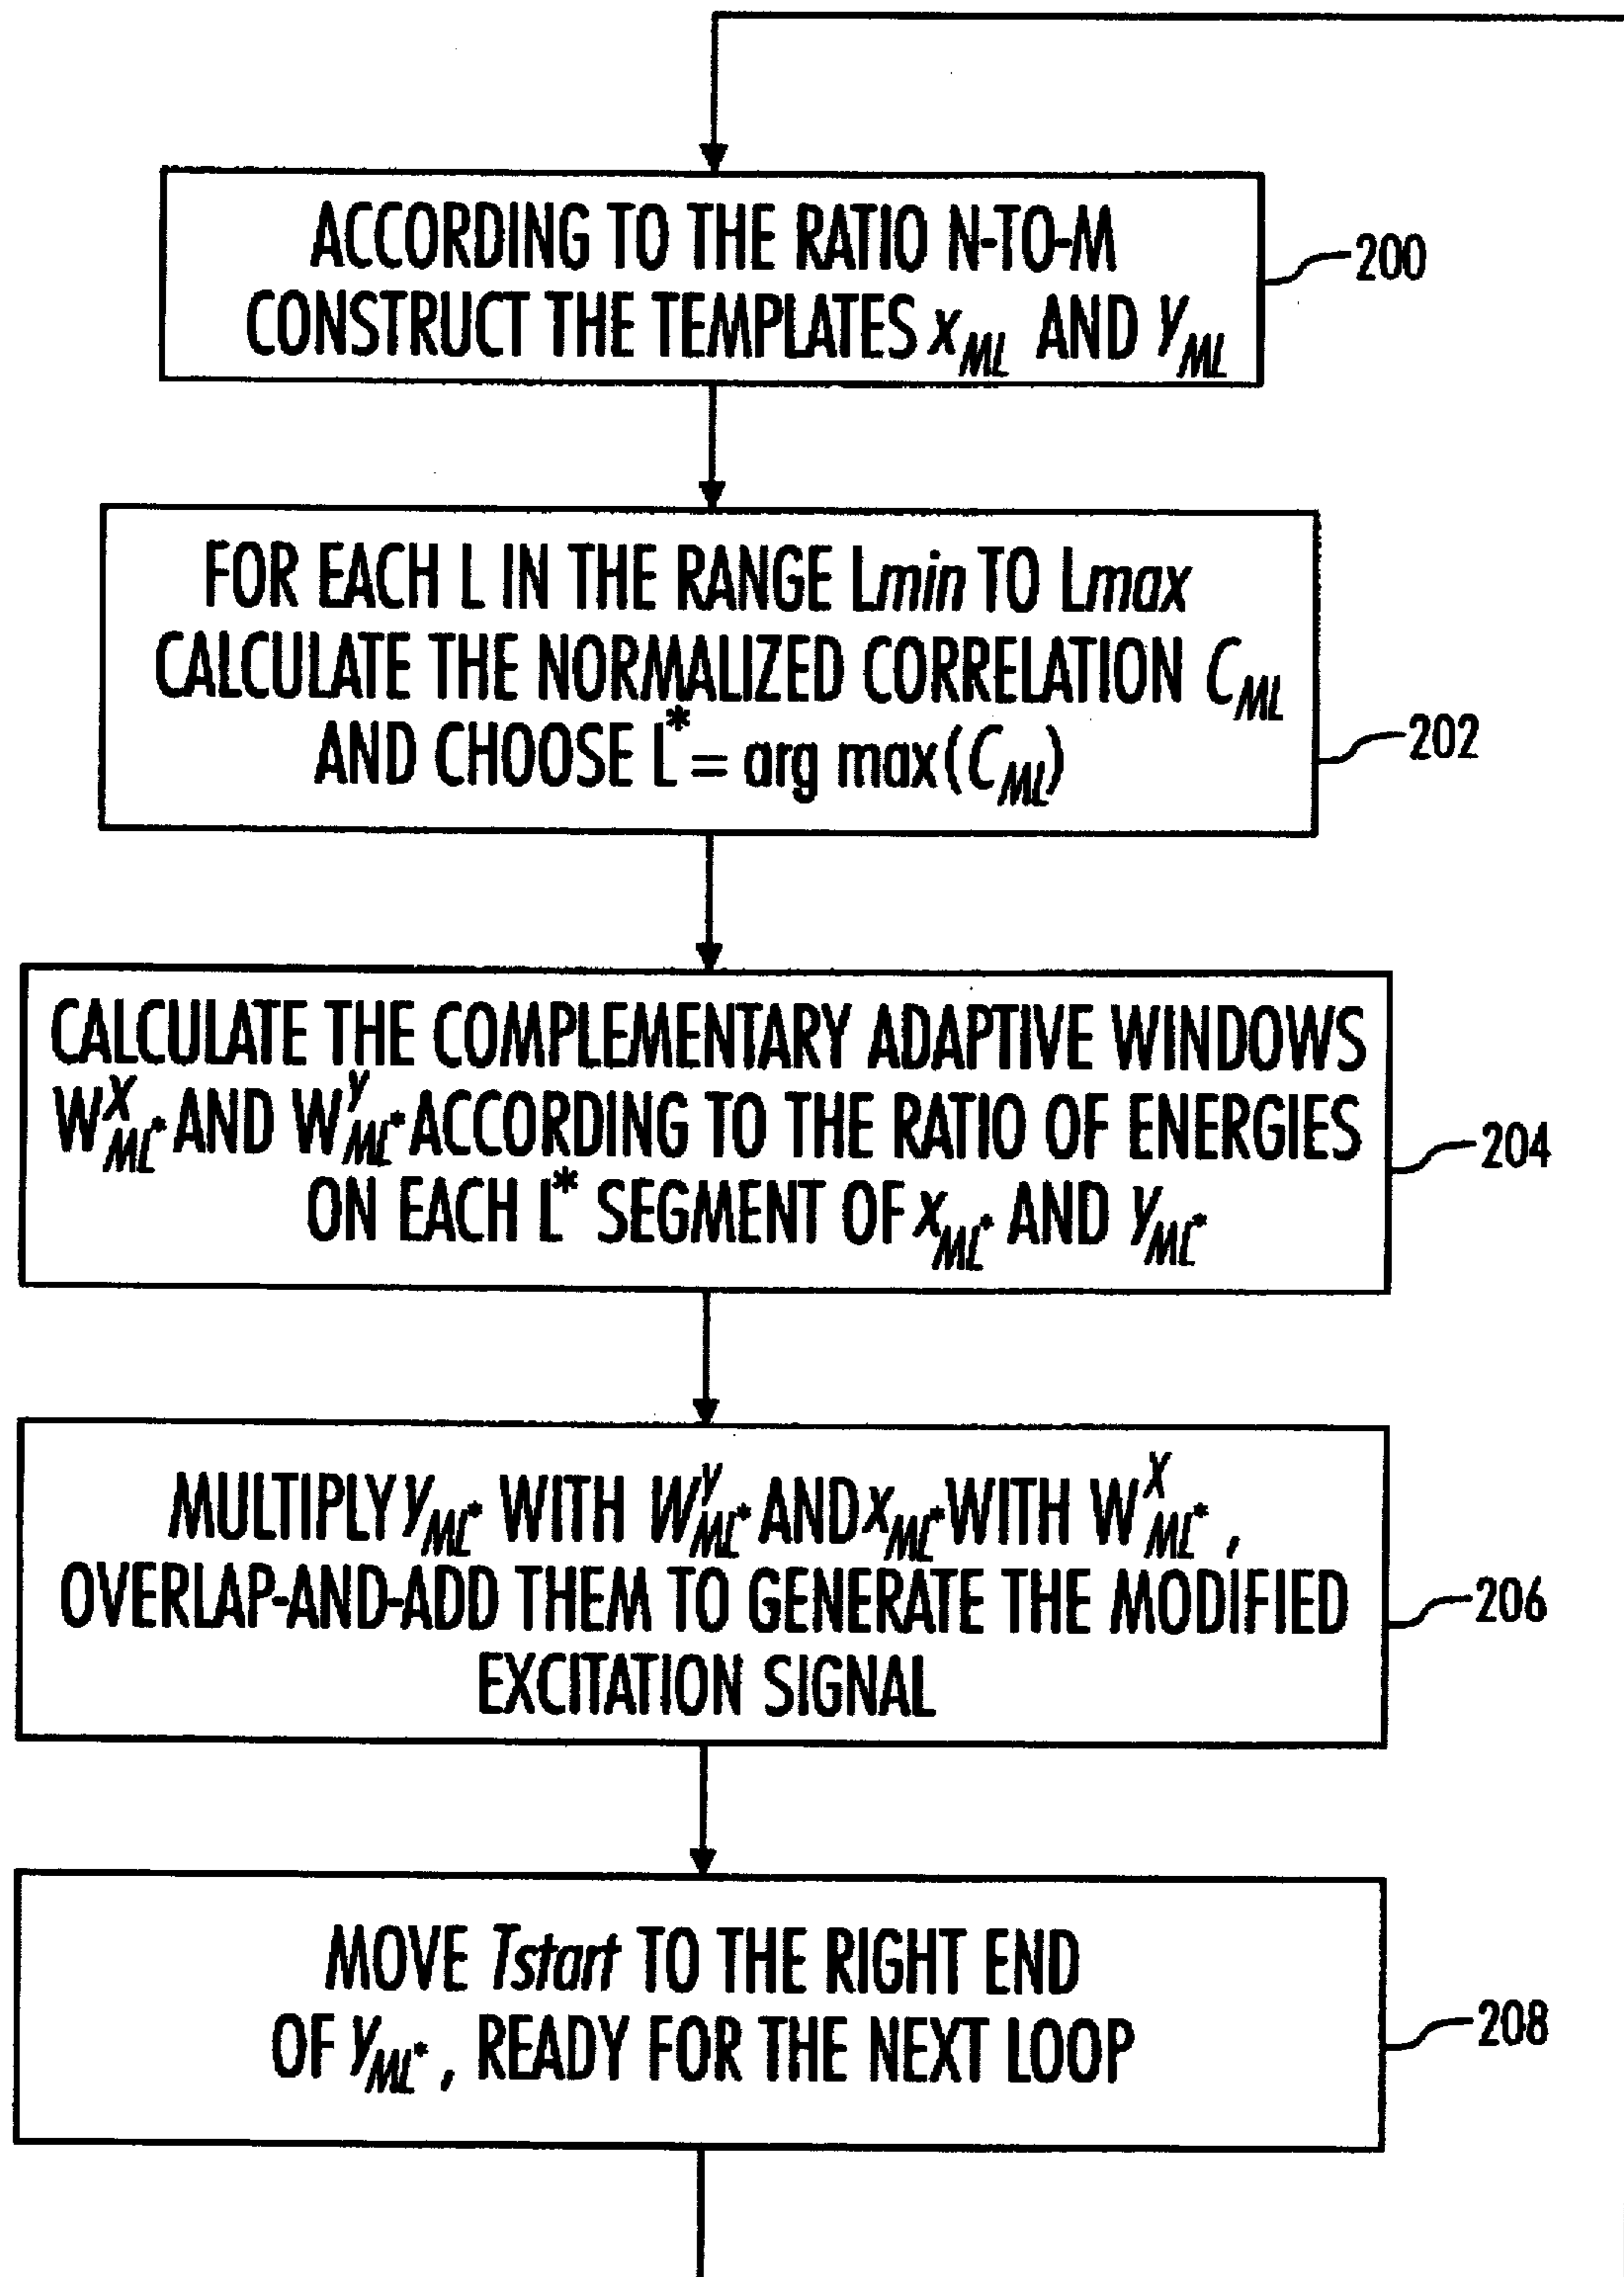 ACCORDING TO THE RATIO N-TO-M
CONSTRUCT THE TEMPLATES x_ML AND y_ML
200
FOR EACH L IN THE RANGE Lmin TO Lmax
CALCULATE THE NORMALIZED CORRELATION C_ML
AND CHOOSE L* = arg max(C_ML)
202
CALCULATE THE COMPLEMENTARY ADAPTIVE WINDOWS
W^x_ML* AND W^y_ML* ACCORDING TO THE RATIO OF ENERGIES
ON EACH L* SEGMENT OF x_ML* AND y_ML*
204
MULTIPLY y_ML* WITH W^y_ML* AND x_ML* WITH W^x_ML*,
OVERLAP-AND-ADD THEM TO GENERATE THE MODIFIED
EXCITATION SIGNAL
206
MOVE Tstart TO THE RIGHT END
OF y_ML*, READY FOR THE NEXT LOOP
208